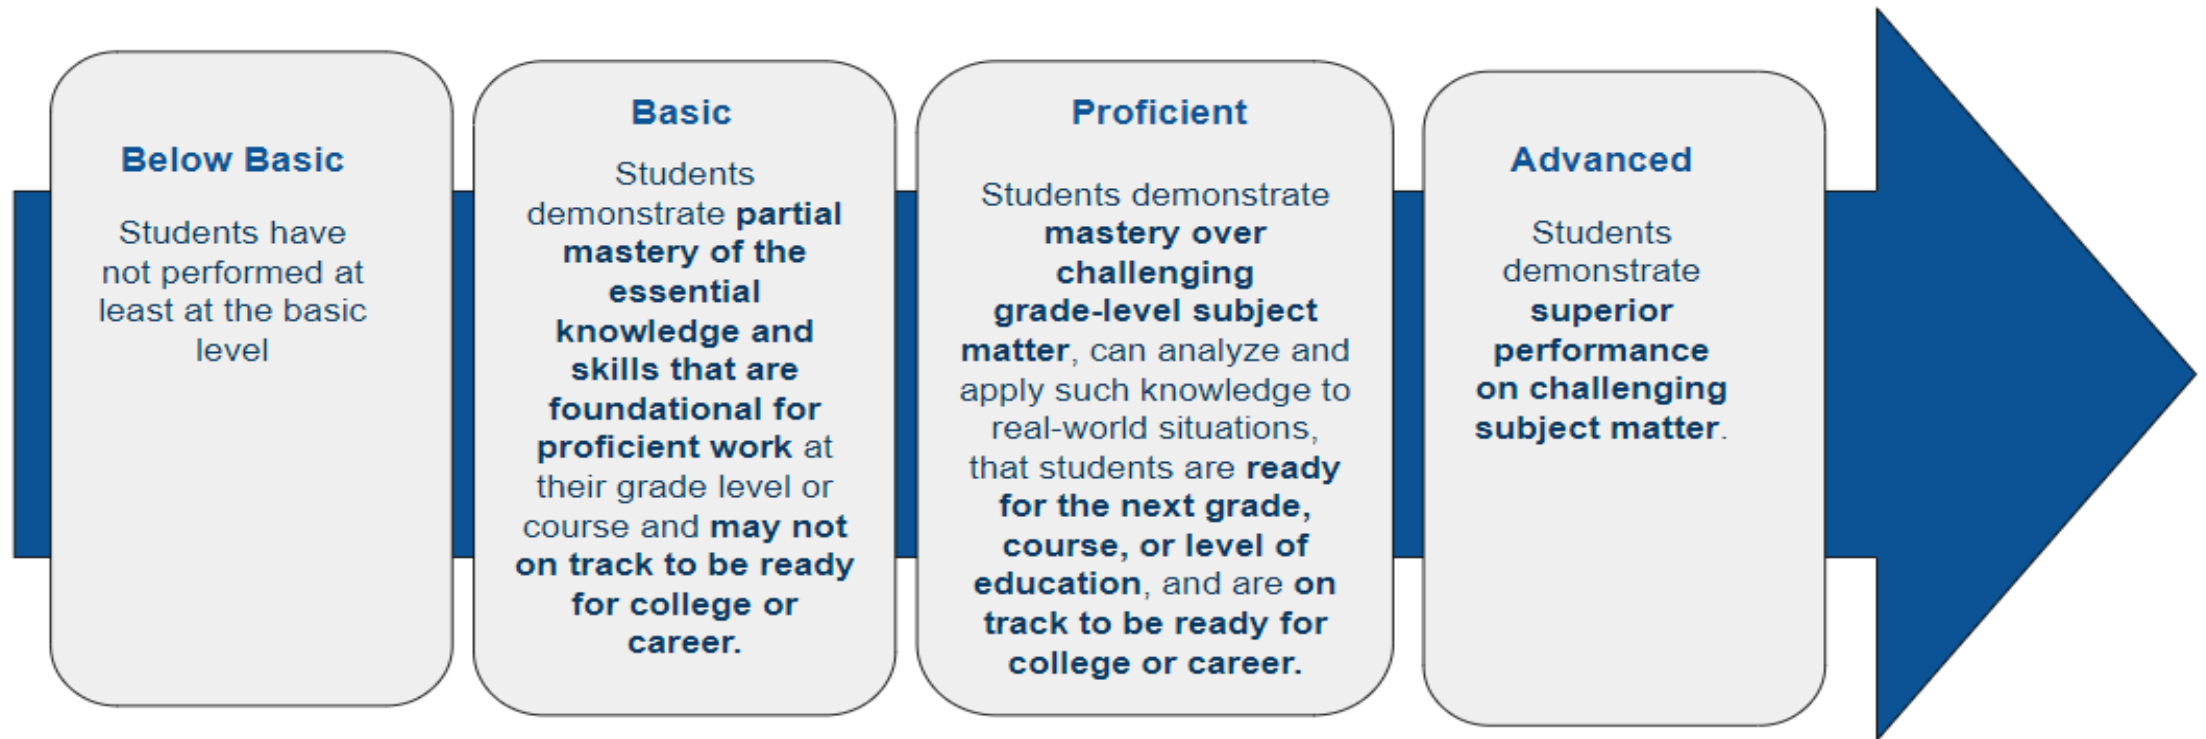 Below Basic
Students have
not performed at
least at the basic
level
Basic
Students
demonstrate partial
mastery of the
essential
knowledge and
skills that are
foundational for
proficient work at
their grade level or
course and may not
on track to be ready
for college or
career.
Proficient
Students demonstrate
mastery over
challenging
grade-level subject
matter, can analyze and
apply such knowledge to
real-world situations,
that students are ready
for the next grade,
course, or level of
education, and are on
track to be ready for
college or career.
Advanced
Students
demonstrate
superior
performance
on challenging
subject matter.